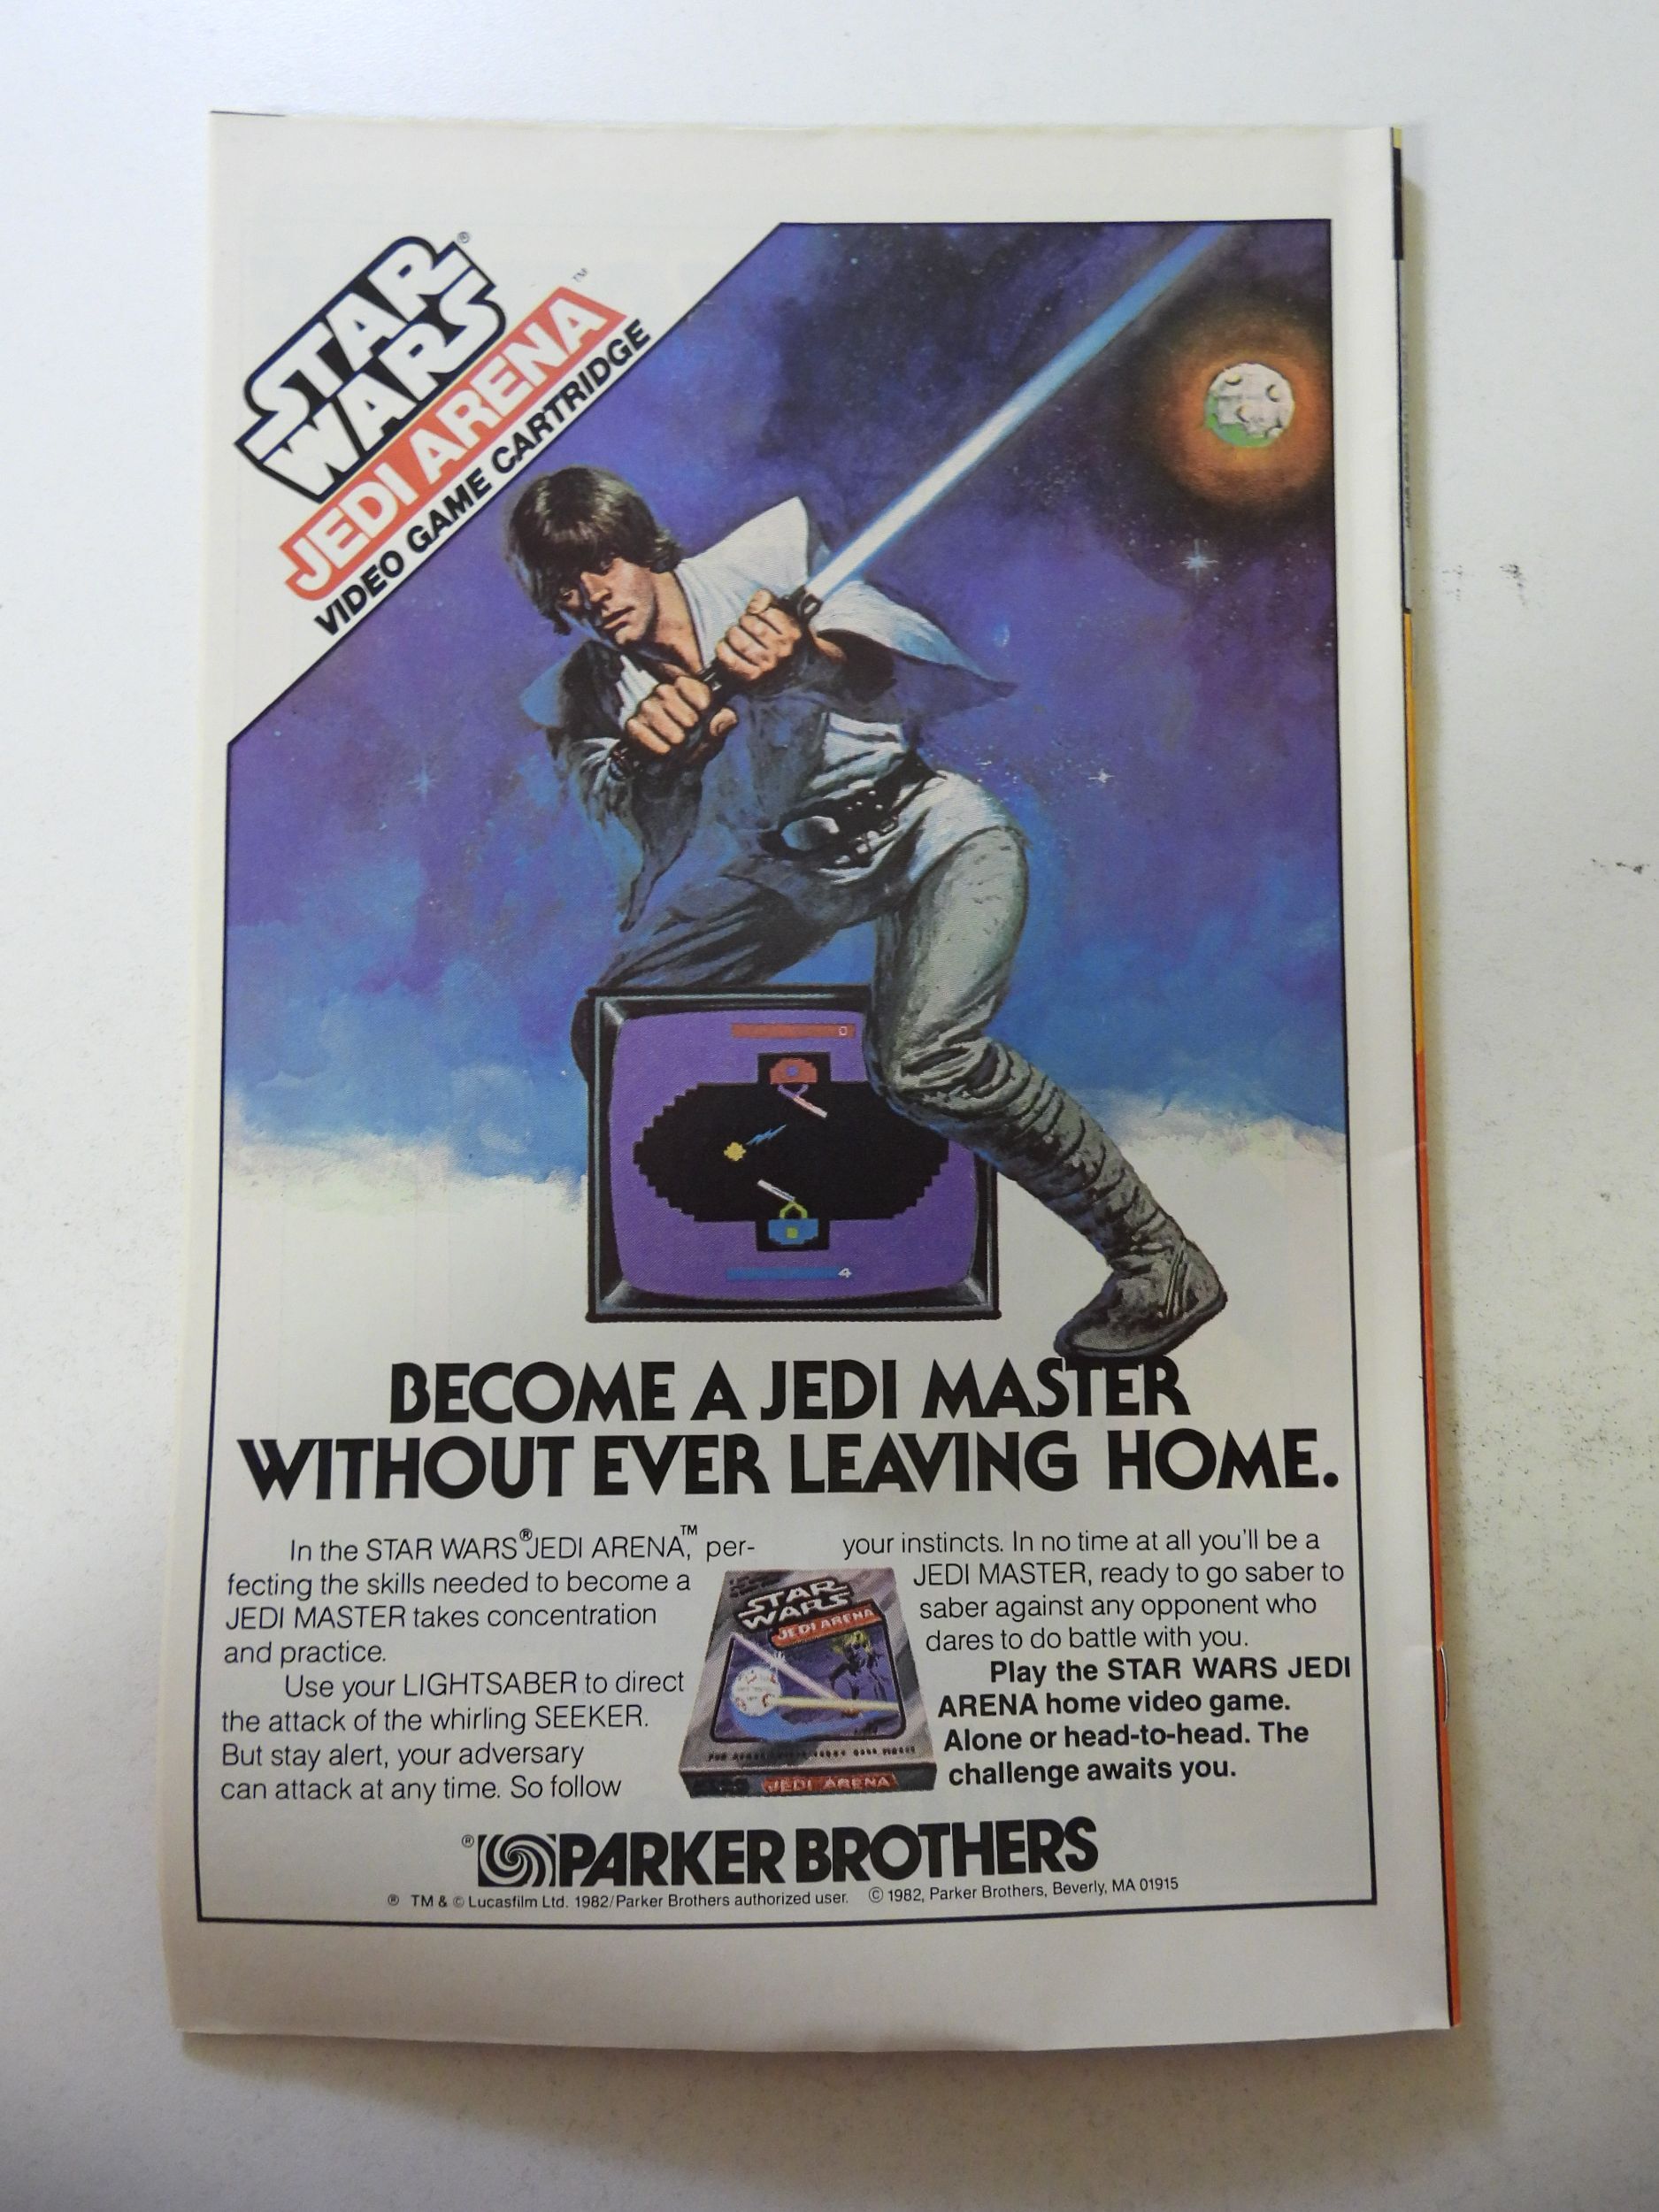 STAR®
WARS
JEDI ARENA™
VIDEO GAME CARTRIDGE
0
4
BECOME A JEDI MASTER
WITHOUT EVER LEAVING HOME.
In the STAR WARS® JEDI ARENA,™ per-
fecting the skills needed to become a
JEDI MASTER takes concentration
and practice.
Use your LIGHTSABER to direct
the attack of the whirling SEEKER.
But stay alert, your adversary
can attack at any time. So follow
your instincts. In no time at all you'll be a
JEDI MASTER, ready to go saber to
saber against any opponent who
dares to do battle with you.
Play the STAR WARS JEDI
ARENA home video game.
Alone or head-to-head. The
challenge awaits you.
STAR
WARS
JEDI ARENA
JEDI ARENA
® PARKER BROTHERS
® TM & © Lucasfilm Ltd. 1982/Parker Brothers authorized user. © 1982, Parker Brothers, Beverly, MA 01915